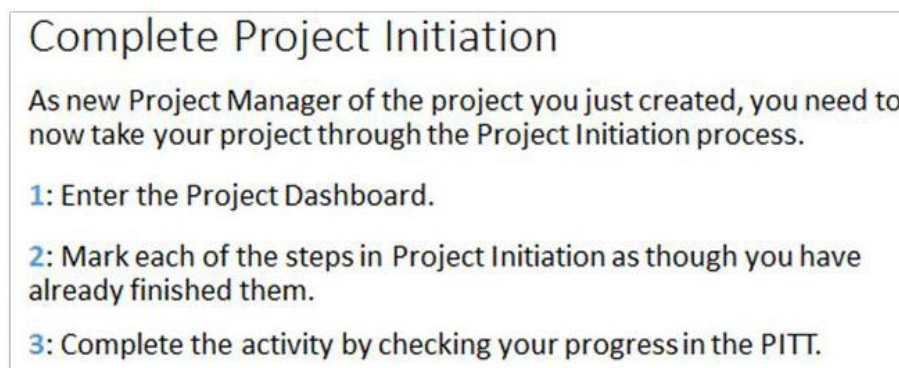 Complete Project Initiation
As new Project Manager of the project you just created, you need to
now take your project through the Project Initiation process.
1: Enter the Project Dashboard.
2: Mark each of the steps in Project Initiation as though you have
already finished them.
3: Complete the activity by checking your progress in the PITT.